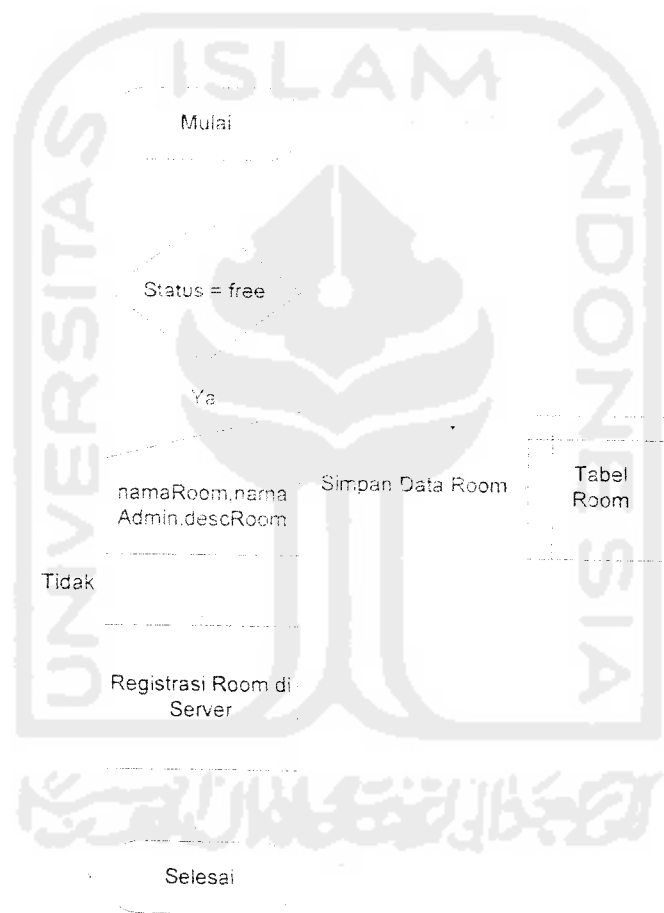 ISLAM
UNIVERSITAS
INDONESIA
Mulai
Status = free
Ya
namaRoom,nama
Admin,descRoom
Simpan Data Room
Tabel
Room
Tidak
Registrasi Room di
Server
Selesai